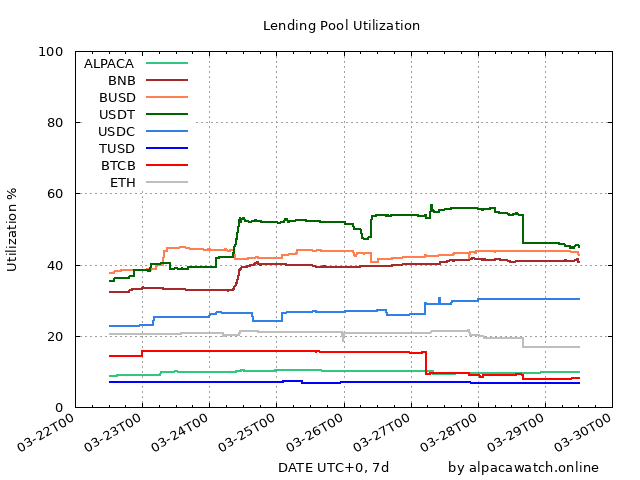 Lending Pool Utilization
100
80
60
40
20
0
Utilization %
ALPACA
BNB
BUSD
USDT
USDC
TUSD
BTCB
ETH
03-22T00
03-23T00
03-24T00
03-25T00
03-26T00
03-27T00
03-28T00
03-29T00
03-30T00
DATE UTC+0, 7d
by alpacawatch.online